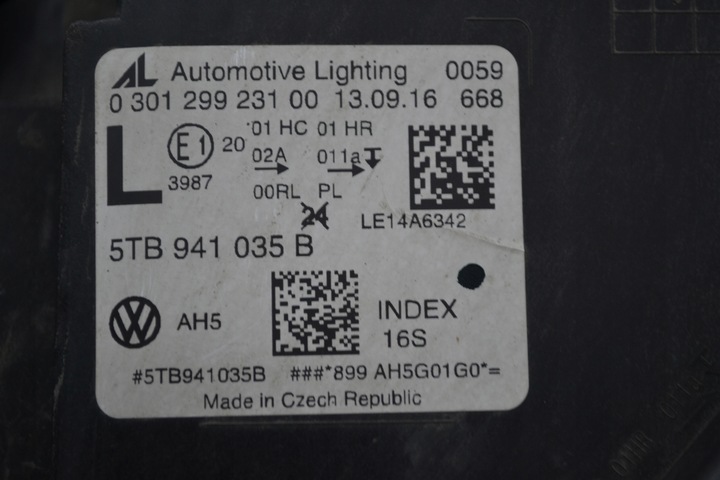 AL Automotive Lighting 0059
0 301 299 231 00 13.09.16 668
L E1 20 01 HC 01 HR
02A 011a
3987 00RL PL
24
LE14A6342
5TB 941 035 B
VW AH5 INDEX
16S
#5TB941035B ###*899 AH5G01G0*=
Made in Czech Republic